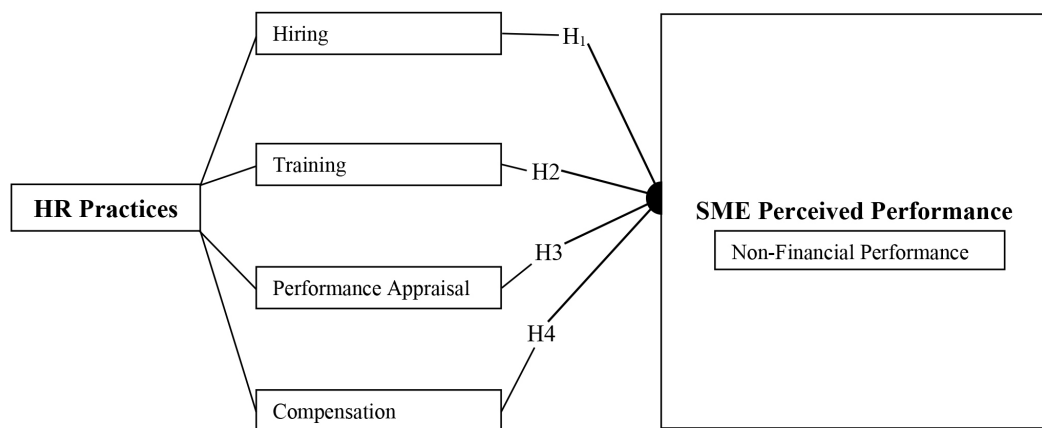 Hiring
H₁
Training
H2
HR Practices
SME Perceived Performance
Non-Financial Performance
H3
Performance Appraisal
H4
Compensation